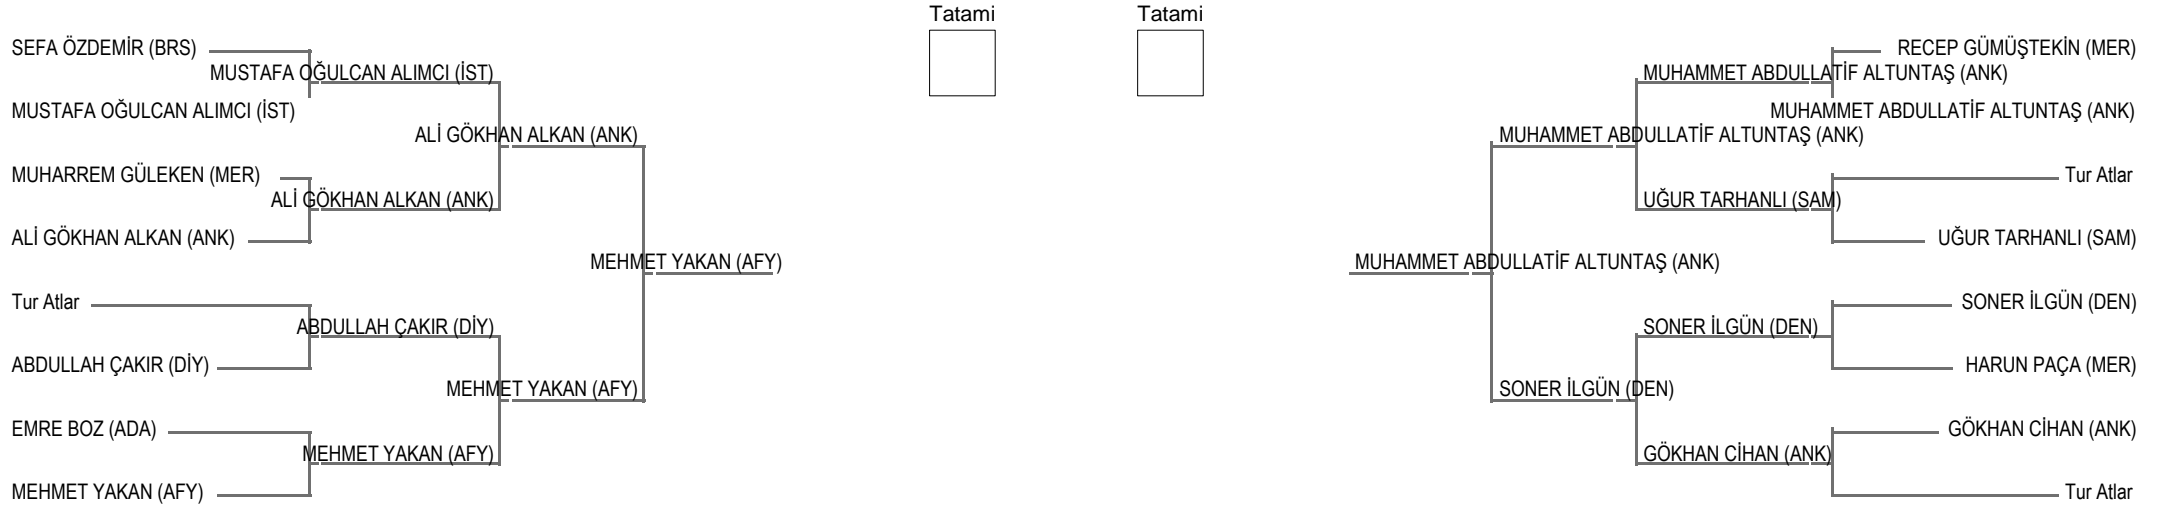 Tatami
Tatami
SEFA ÖZDEMİR (BRS)
MUSTAFA OĞULCAN ALIMCI (İST)
MUSTAFA OĞULCAN ALIMCI (İST)
ALİ GÖKHAN ALKAN (ANK)
MUHARREM GÜLEKEN (MER)
ALİ GÖKHAN ALKAN (ANK)
ALİ GÖKHAN ALKAN (ANK)
MEHMET YAKAN (AFY)
Tur Atlar
ABDULLAH ÇAKIR (DİY)
ABDULLAH ÇAKIR (DİY)
MEHMET YAKAN (AFY)
EMRE BOZ (ADA)
MEHMET YAKAN (AFY)
MEHMET YAKAN (AFY)
RECEP GÜMÜŞTEKİN (MER)
MUHAMMET ABDULLATİF ALTUNTAŞ (ANK)
MUHAMMET ABDULLATİF ALTUNTAŞ (ANK)
MUHAMMET ABDULLATİF ALTUNTAŞ (ANK)
Tur Atlar
UĞUR TARHANLI (SAM)
UĞUR TARHANLI (SAM)
MUHAMMET ABDULLATİF ALTUNTAŞ (ANK)
SONER İLGÜN (DEN)
SONER İLGÜN (DEN)
HARUN PAÇA (MER)
SONER İLGÜN (DEN)
GÖKHAN CİHAN (ANK)
GÖKHAN CİHAN (ANK)
Tur Atlar